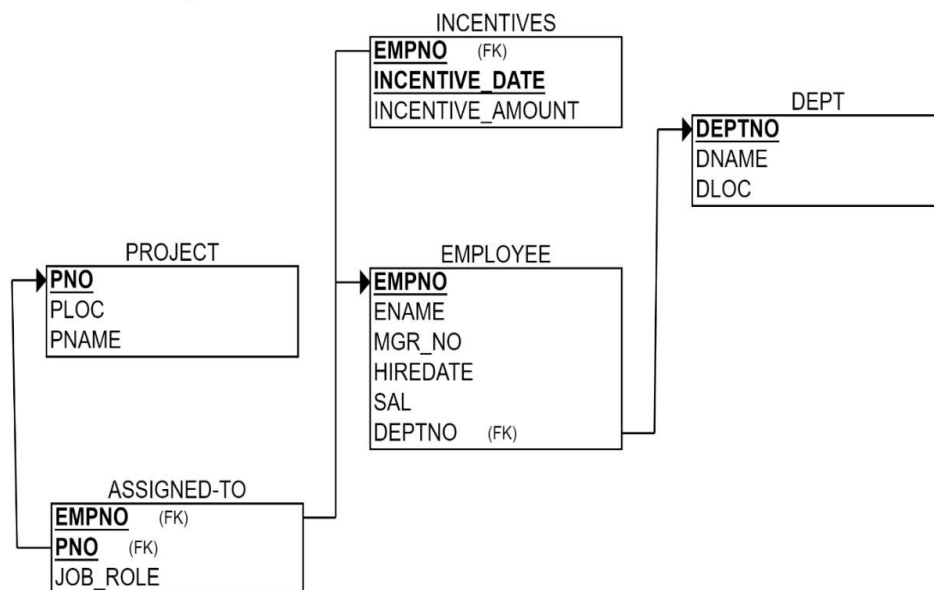 INCENTIVES
EMPNO (FK)
INCENTIVE_DATE
INCENTIVE_AMOUNT
DEPT
DEPTNO
DNAME
DLOC
PROJECT
PNO
PLOC
PNAME
EMPLOYEE
EMPNO
ENAME
MGR_NO
HIREDATE
SAL
DEPTNO (FK)
ASSIGNED-TO
EMPNO (FK)
PNO (FK)
JOB_ROLE